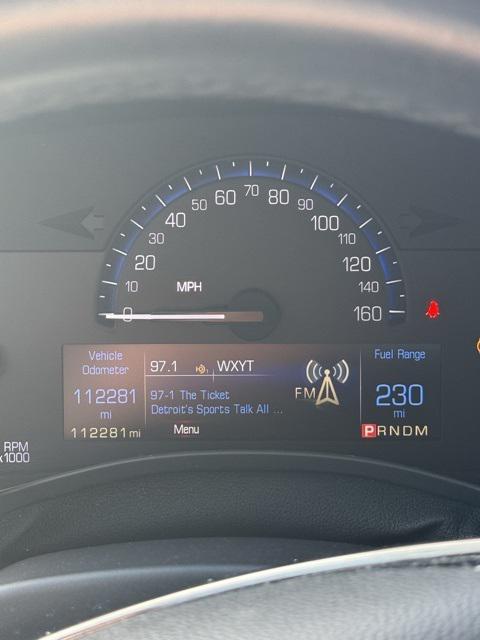 70
60 80
50 90
40 100
30 110
20 120
10 MPH 140
0 160
Vehicle
Odometer
112281
mi
112281 mi
97.1 WXYT
97-1 The Ticket
Detroit's Sports Talk All ...
Menu
FM
Fuel Range
230
mi
PRNDM
RPM
x1000